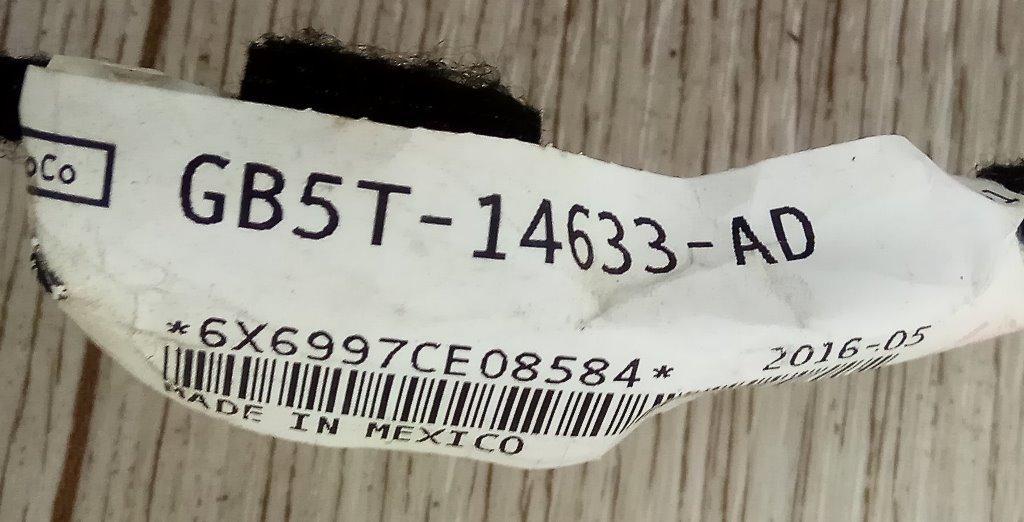 oCo
GB5T-14633-AD
*6X6997CE08584*
2016-05
MADE IN MEXICO